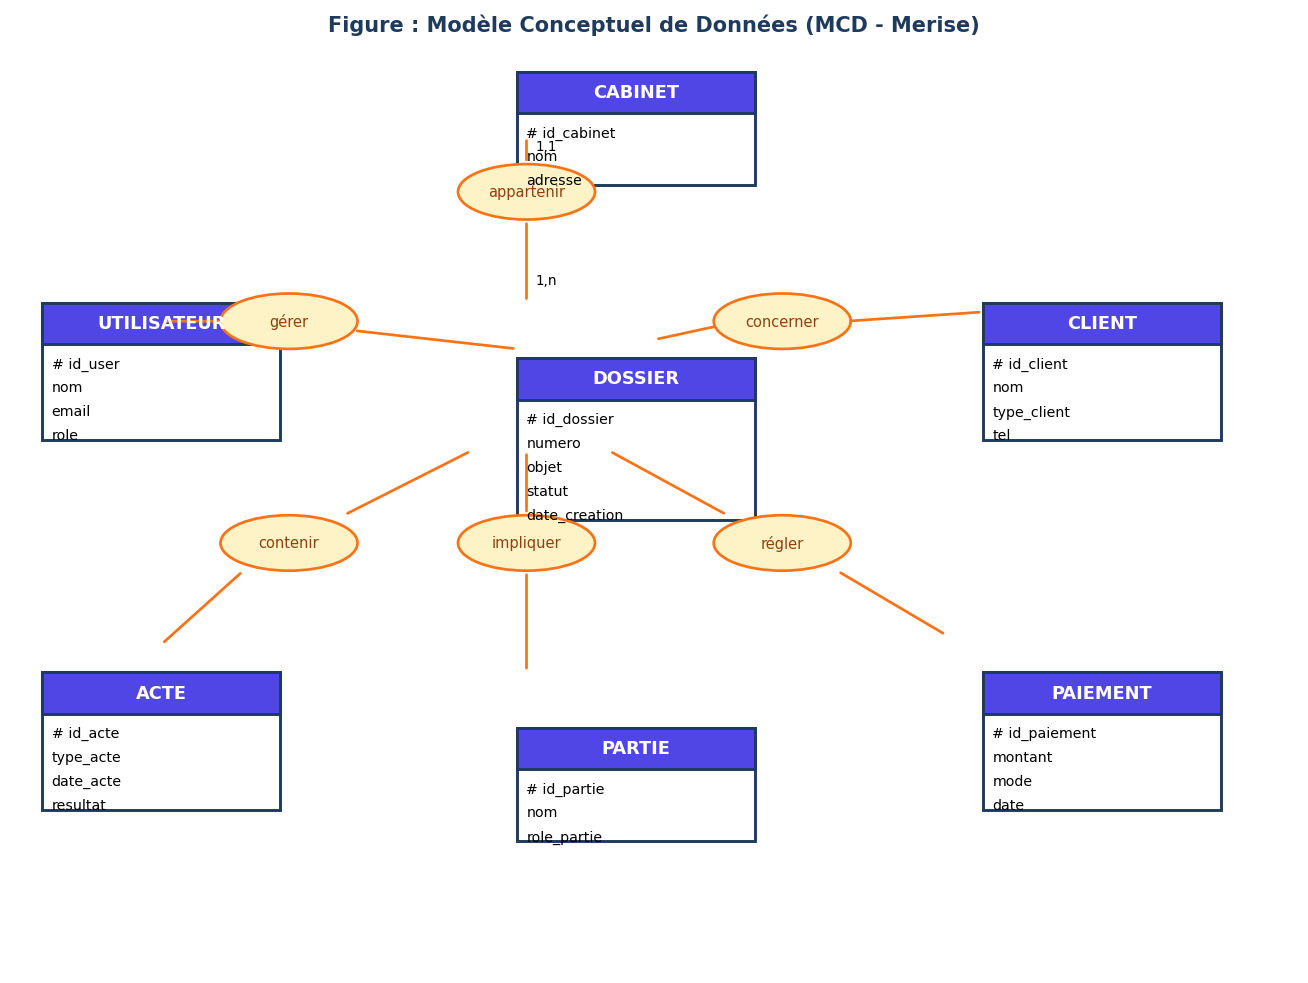 Figure : Modèle Conceptuel de Données (MCD - Merise)
CABINET
# id_cabinet
1,1
nom
adresse
appartenir
1,n
UTILISATEUR
# id_user
nom
email
role
gérer
concerner
CLIENT
# id_client
nom
type_client
tel
DOSSIER
# id_dossier
numero
objet
statut
date_creation
contenir
impliquer
régler
ACTE
# id_acte
type_acte
date_acte
resultat
PARTIE
# id_partie
nom
role_partie
PAIEMENT
# id_paiement
montant
mode
date